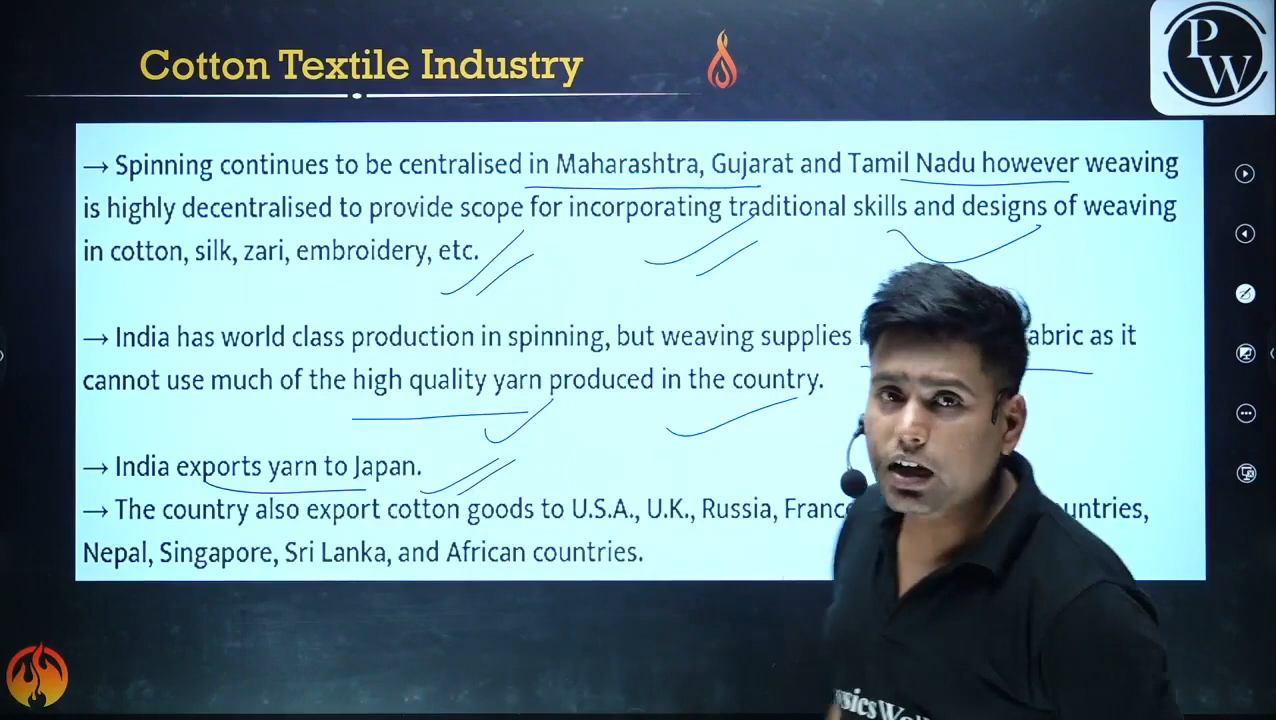 Cotton Textile Industry
PW
→ Spinning continues to be centralised in Maharashtra, Gujarat and Tamil Nadu however weaving
is highly decentralised to provide scope for incorporating traditional skills and designs of weaving
in cotton, silk, zari, embroidery, etc.
→ India has world class production in spinning, but weaving supplies abric as it
cannot use much of the high quality yarn produced in the country.
→ India exports yarn to Japan.
→ The country also export cotton goods to U.S.A., U.K., Russia, France untries,
Nepal, Singapore, Sri Lanka, and African countries.
sicsWall